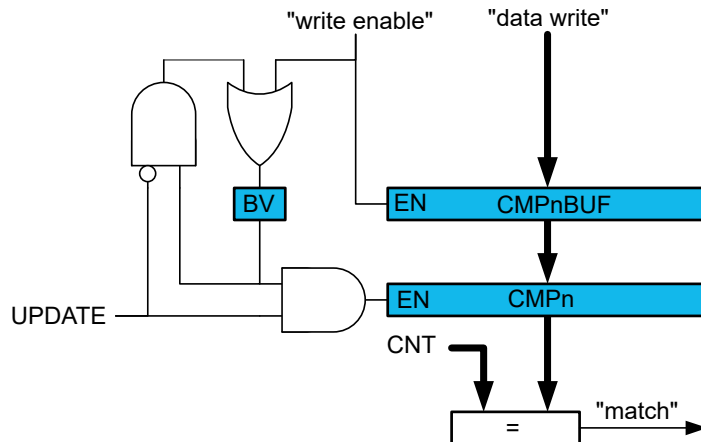 "write enable"
"data write"
BV
EN
CMPnBUF
EN
CMPn
UPDATE
CNT
=
"match"